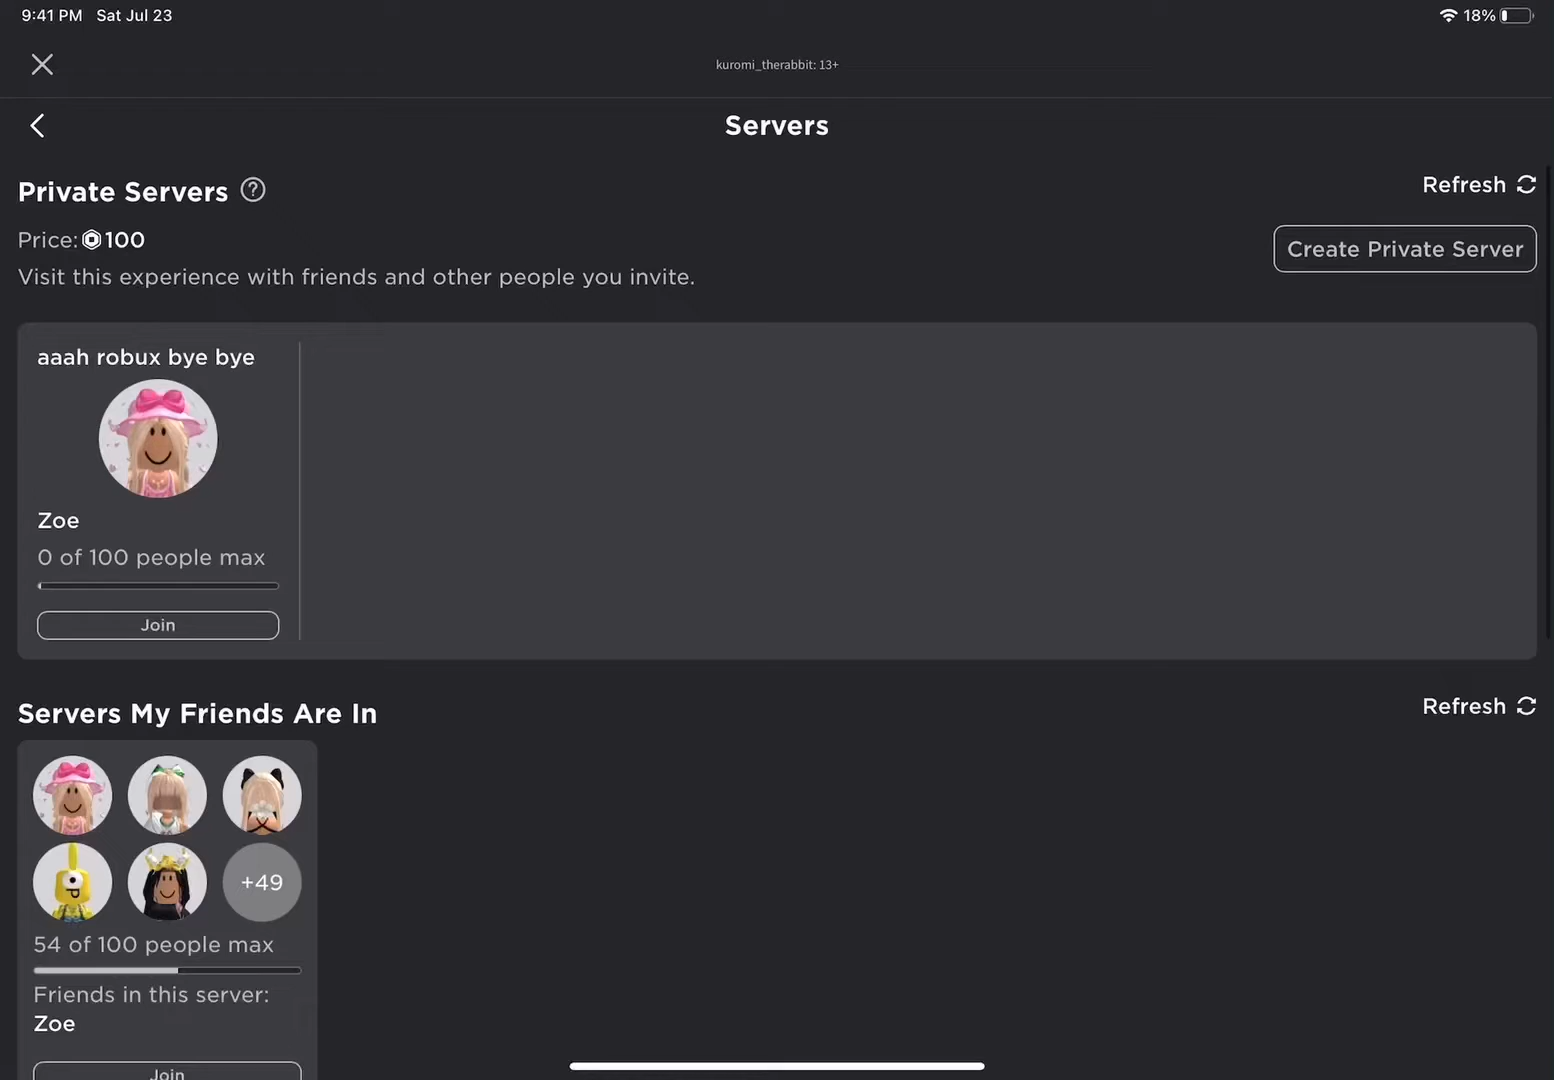 9:41 PM Sat Jul 23
18%
kuromi_therabbit: 13+
Servers
Private Servers ?
Refresh
Price: 100
Create Private Server
Visit this experience with friends and other people you invite.
aaah robux bye bye
Zoe
0 of 100 people max
Join
Servers My Friends Are In
Refresh
+49
54 of 100 people max
Friends in this server:
Zoe
Join